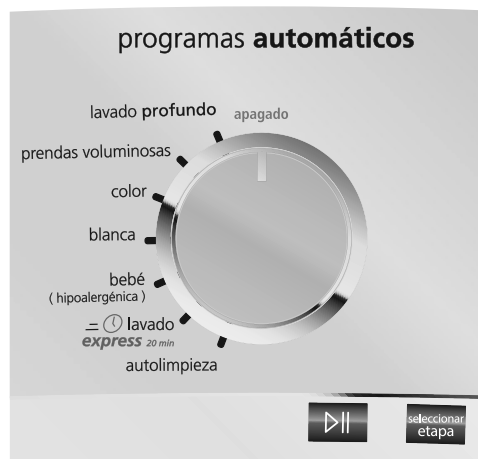 programas automáticos
lavado profundo
apagado
prendas voluminosas
color
blanca
bebé
( hipoalergénica )
lavado
express 20 min
autolimpieza
seleccionar
etapa